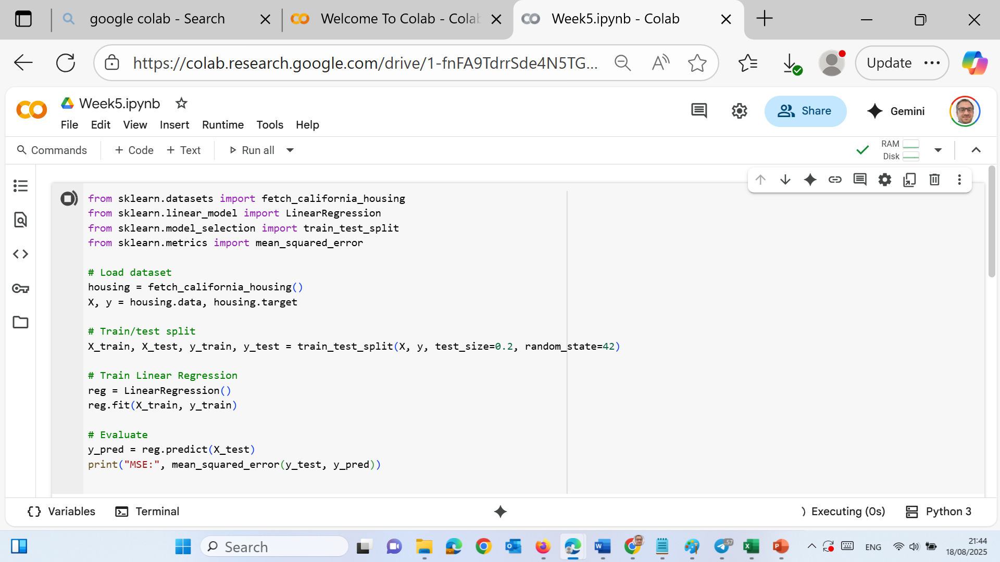 google colab - Search
Welcome To Colab - Colab
Week5.ipynb - Colab
https://colab.research.google.com/drive/1-fnFA9TdrrSde4N5TG...
Update
Week5.ipynb
File Edit View Insert Runtime Tools Help
Share
Gemini
Commands + Code + Text Run all
RAM
Disk
from sklearn.datasets import fetch_california_housing
from sklearn.linear_model import LinearRegression
from sklearn.model_selection import train_test_split
from sklearn.metrics import mean_squared_error
# Load dataset
housing = fetch_california_housing()
X, y = housing.data, housing.target
# Train/test split
X_train, X_test, y_train, y_test = train_test_split(X, y, test_size=0.2, random_state=42)
# Train Linear Regression
reg = LinearRegression()
reg.fit(X_train, y_train)
# Evaluate
y_pred = reg.predict(X_test)
print("MSE:", mean_squared_error(y_test, y_pred))
{} Variables
Terminal
Executing (0s)
Python 3
Search
.57
ENG
21:44
18/08/2025